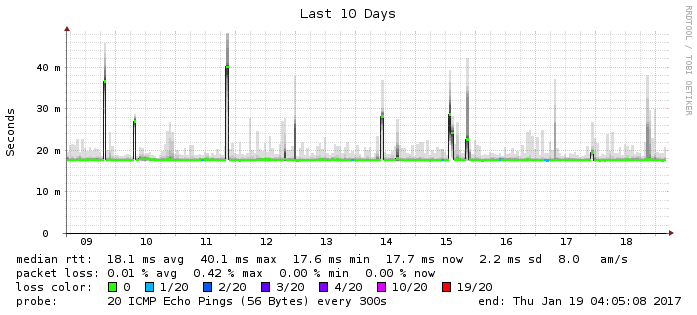 Last 10 Days
RRDTOOL / TOBI OETIKER
Seconds
40 m
30 m
20 m
10 m
0
09 10 11 12 13 14 15 16 17 18
median rtt: 18.1 ms avg 40.1 ms max 17.6 ms min 17.7 ms now 2.2 ms sd 8.0 am/s
packet loss: 0.01 % avg 0.42 % max 0.00 % min 0.00 % now
loss color: 0 1/20 2/20 3/20 4/20 10/20 19/20
probe: 20 ICMP Echo Pings (56 Bytes) every 300s end: Thu Jan 19 04:05:08 2017